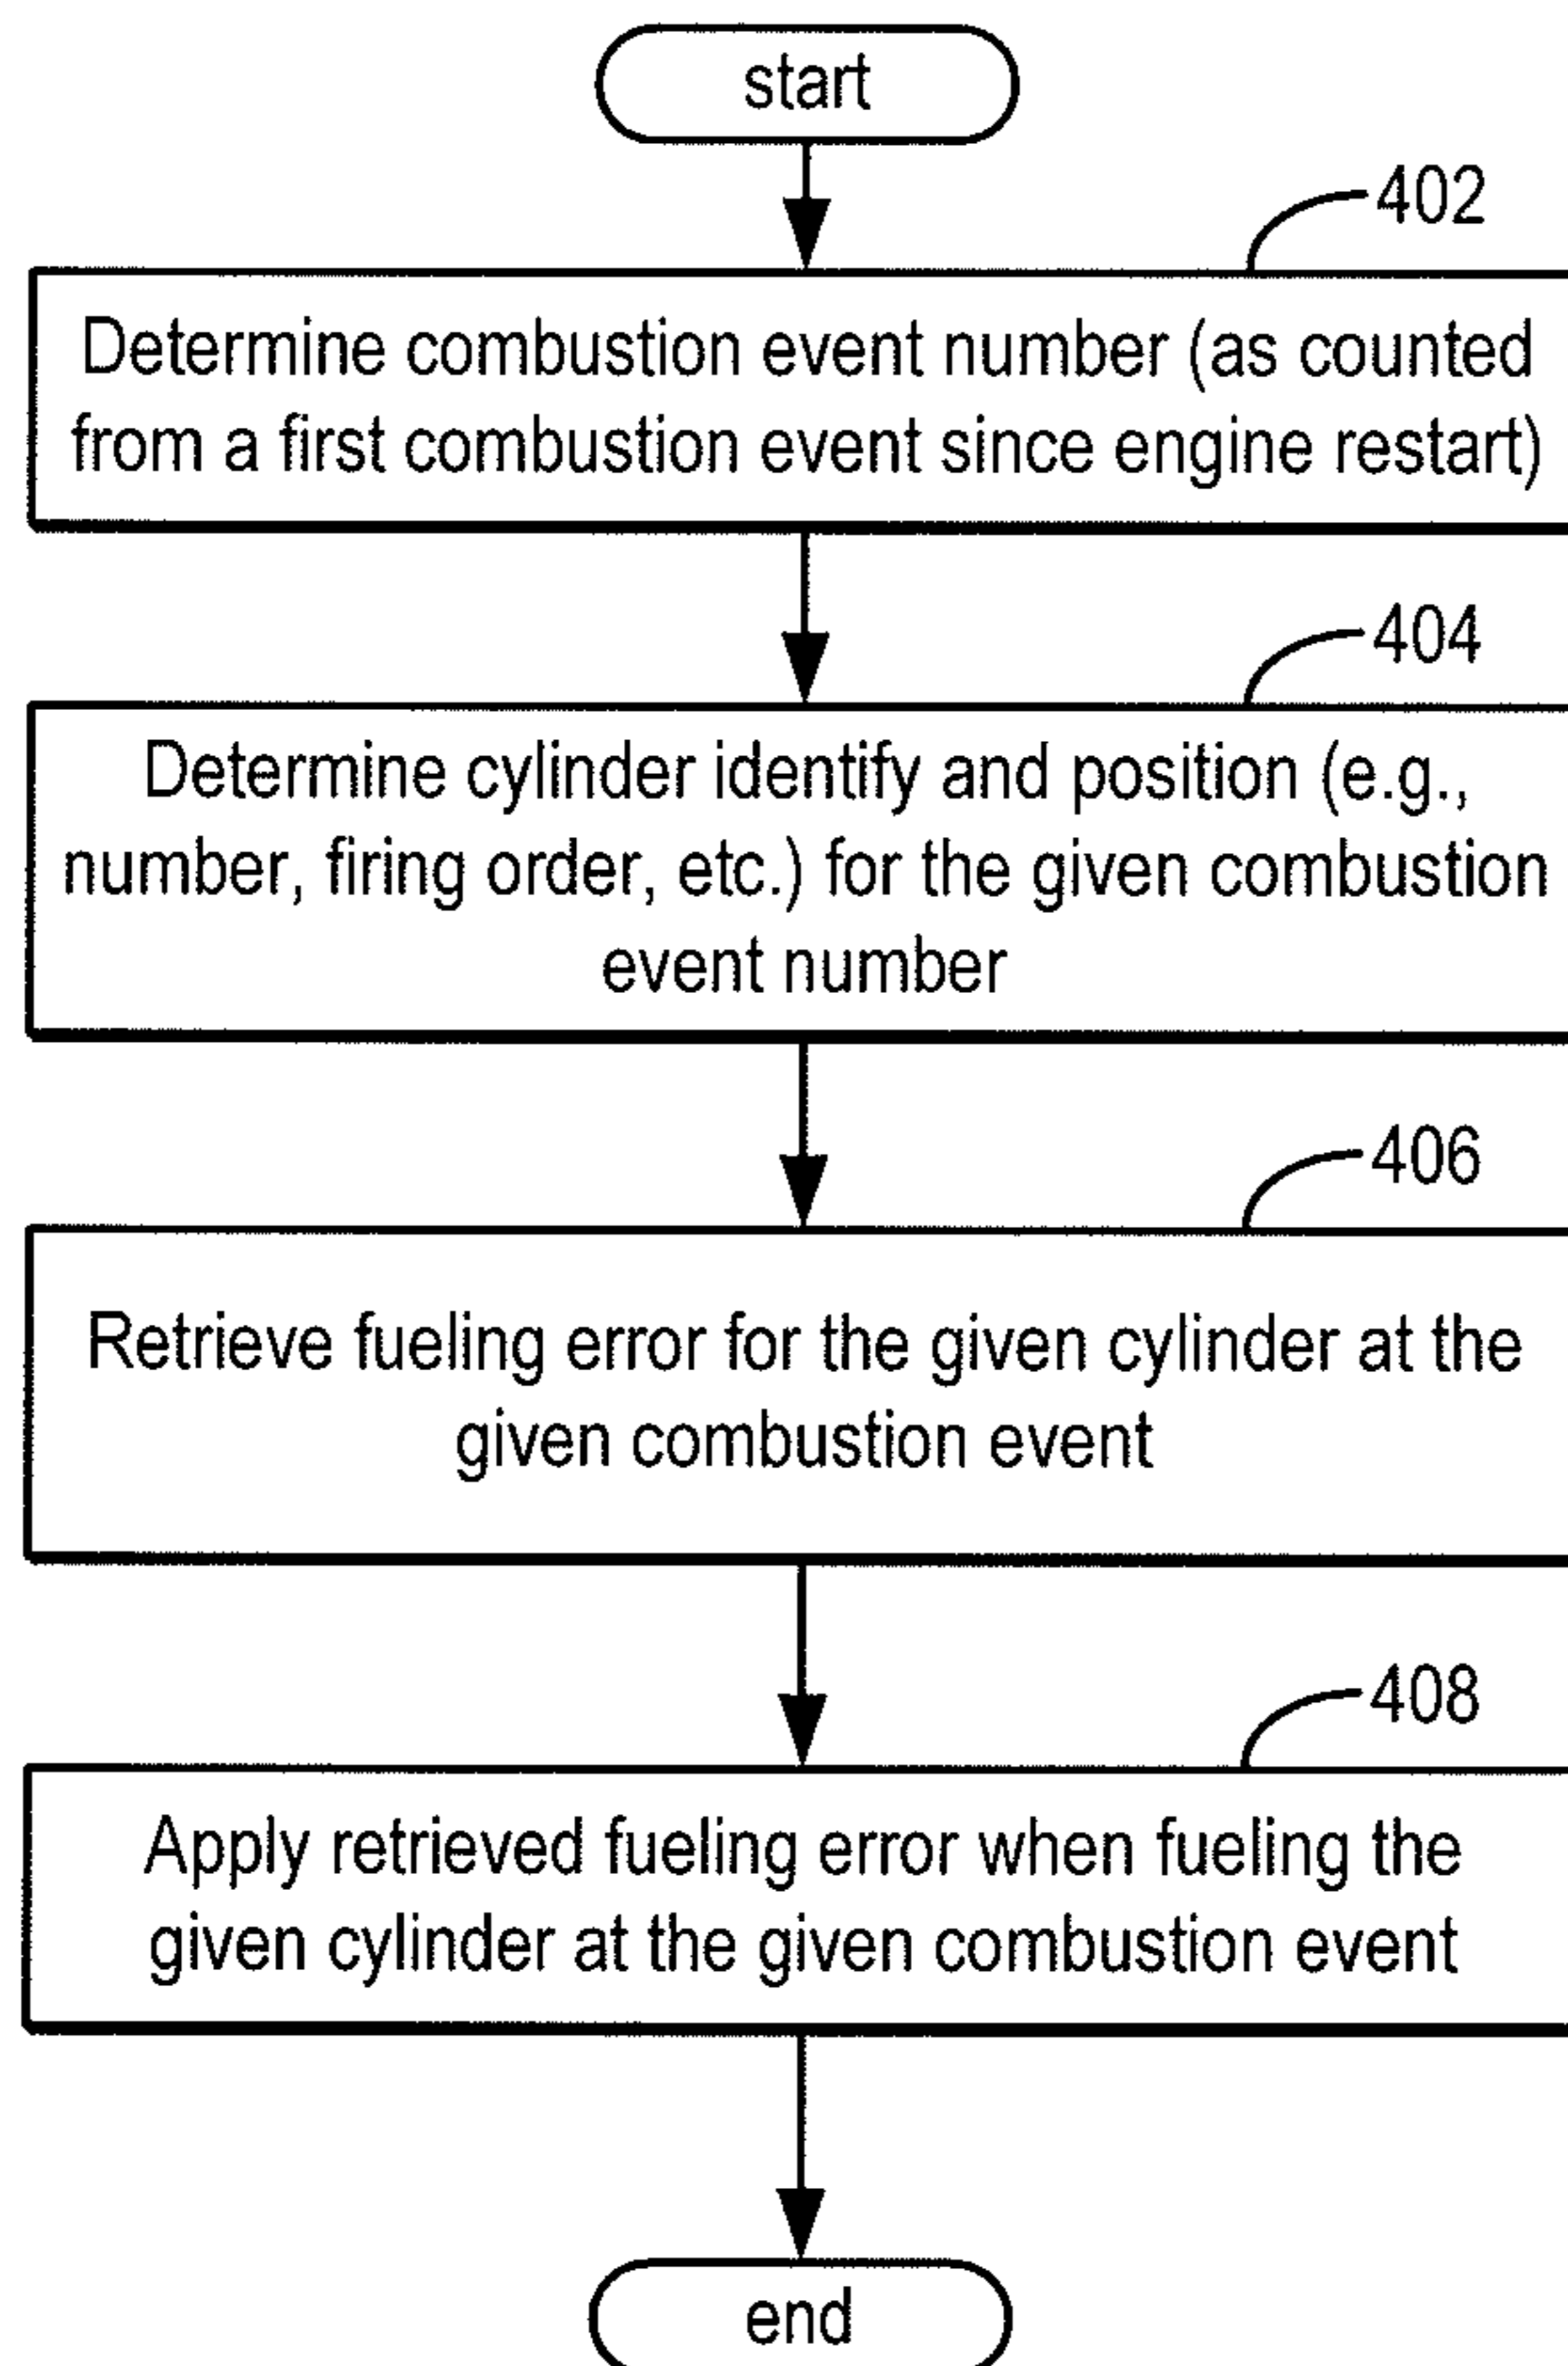 start
402
Determine combustion event number (as counted
from a first combustion event since engine restart)
404
Determine cylinder identify and position (e.g.,
number, firing order, etc.) for the given combustion
event number
406
Retrieve fueling error for the given cylinder at the
given combustion event
408
Apply retrieved fueling error when fueling the
given cylinder at the given combustion event
end